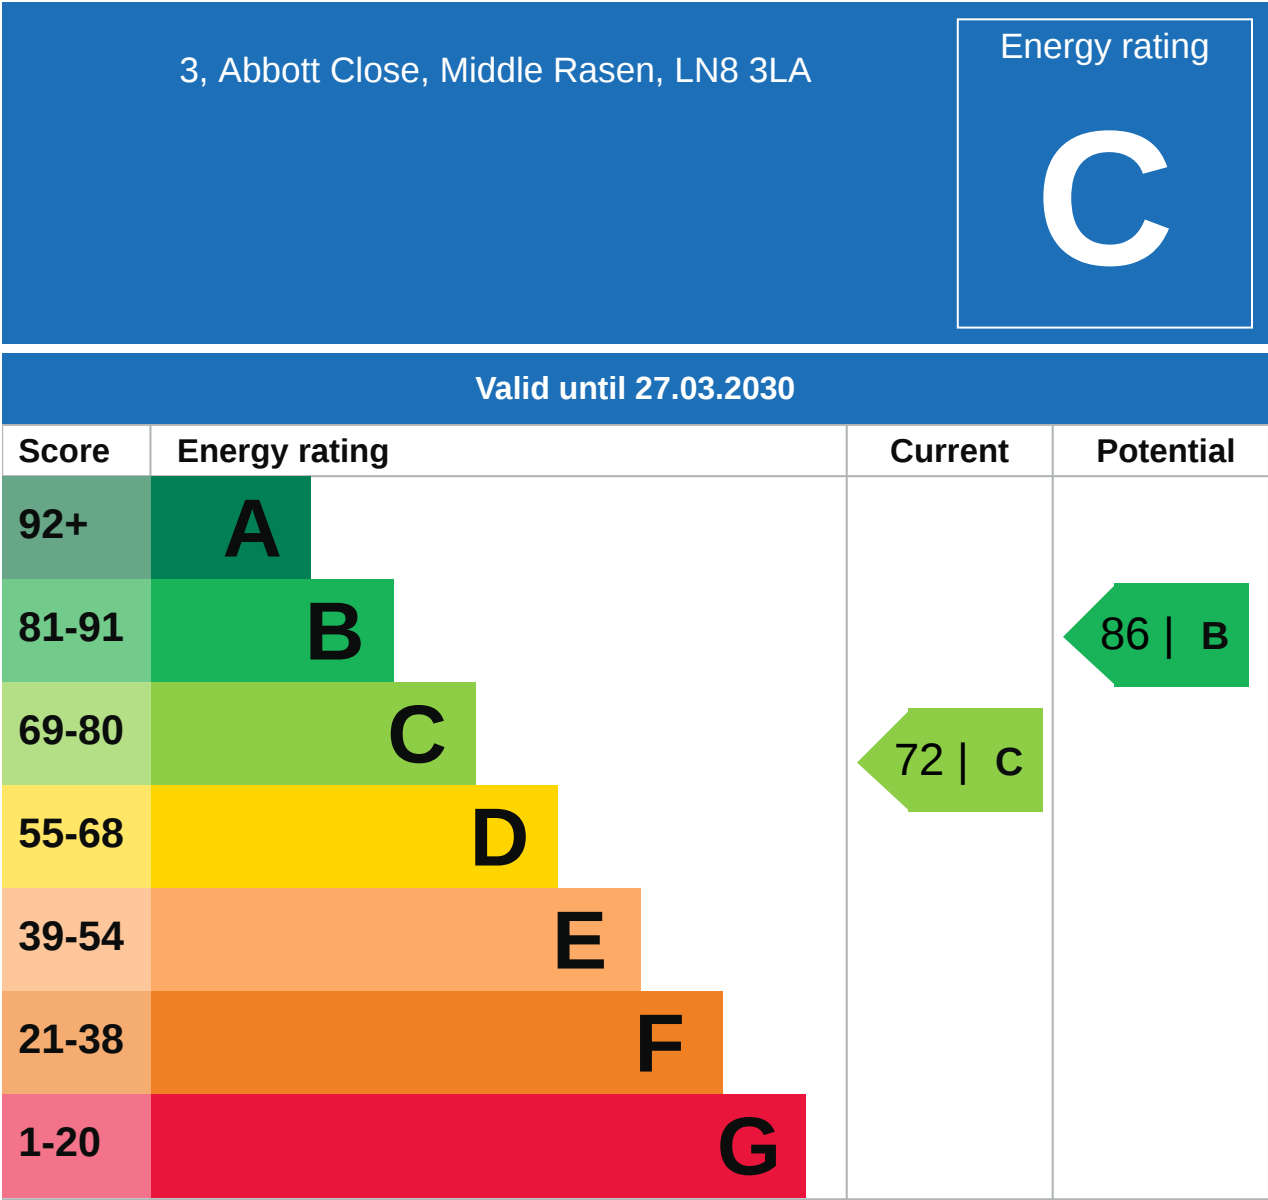 3, Abbott Close, Middle Rasen, LN8 3LA
Energy rating
C
Valid until 27.03.2030
Score Energy rating Current Potential
92+ A
81-91 B 86 | B
69-80 C 72 | C
55-68 D
39-54 E
21-38 F
1-20 G